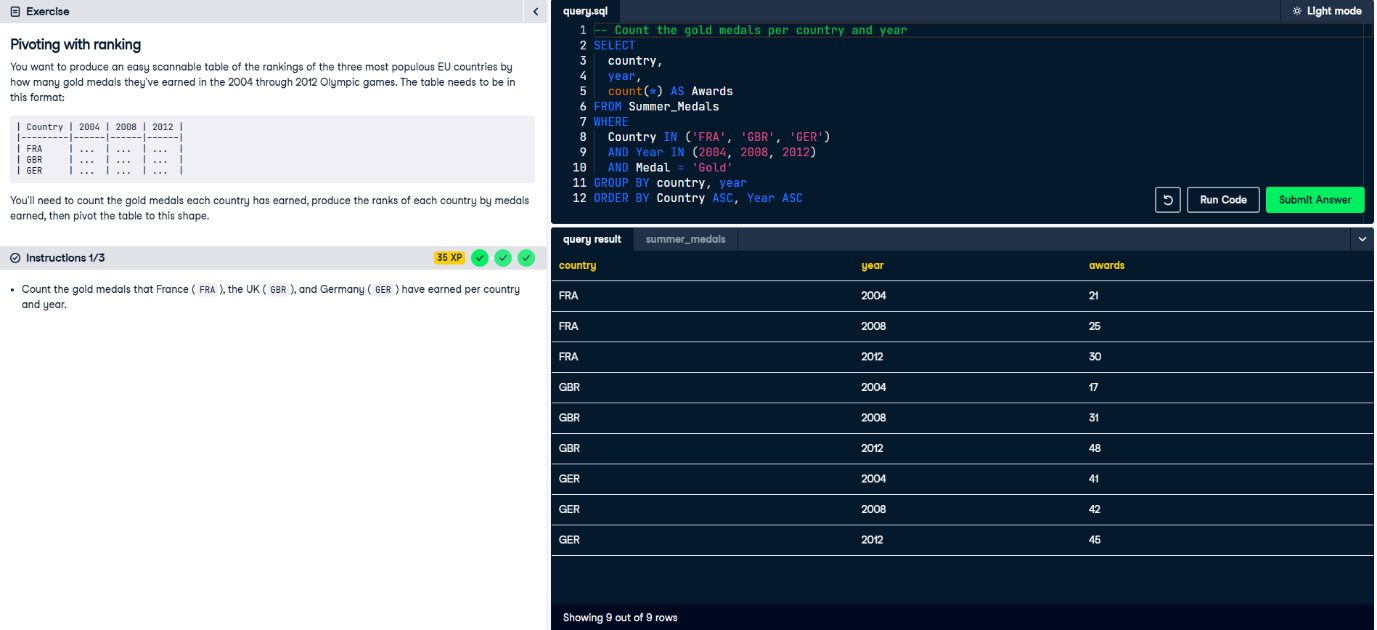 Exercise
Pivoting with ranking
You want to produce an easy scannable table of the rankings of the three most populous EU countries by
how many gold medals they've earned in the 2004 through 2012 Olympic games. The table needs to be in
this format:
| Country | 2004 | 2008 | 2012 |
|---------|------|------|------|
| FRA     | ...  | ...  | ...  |
| GBR     | ...  | ...  | ...  |
| GER     | ...  | ...  | ...  |
You'll need to count the gold medals each country has earned, produce the ranks of each country by medals
earned, then pivot the table to this shape.
Instructions 1/3
35 XP
• Count the gold medals that France ( FRA ), the UK ( GBR ), and Germany ( GER ) have earned per country
and year.
query.sql
Light mode
1 -- Count the gold medals per country and year
2 SELECT
3 country,
4 year,
5 count(*) AS Awards
6 FROM Summer_Medals
7 WHERE
8 Country IN ('FRA', 'GBR', 'GER')
9 AND Year IN (2004, 2008, 2012)
10 AND Medal = 'Gold'
11 GROUP BY country, year
12 ORDER BY Country ASC, Year ASC
Run Code
Submit Answer
query result
summer_medals
country year awards
FRA 2004 21
FRA 2008 25
FRA 2012 30
GBR 2004 17
GBR 2008 31
GBR 2012 48
GER 2004 41
GER 2008 42
GER 2012 45
Showing 9 out of 9 rows